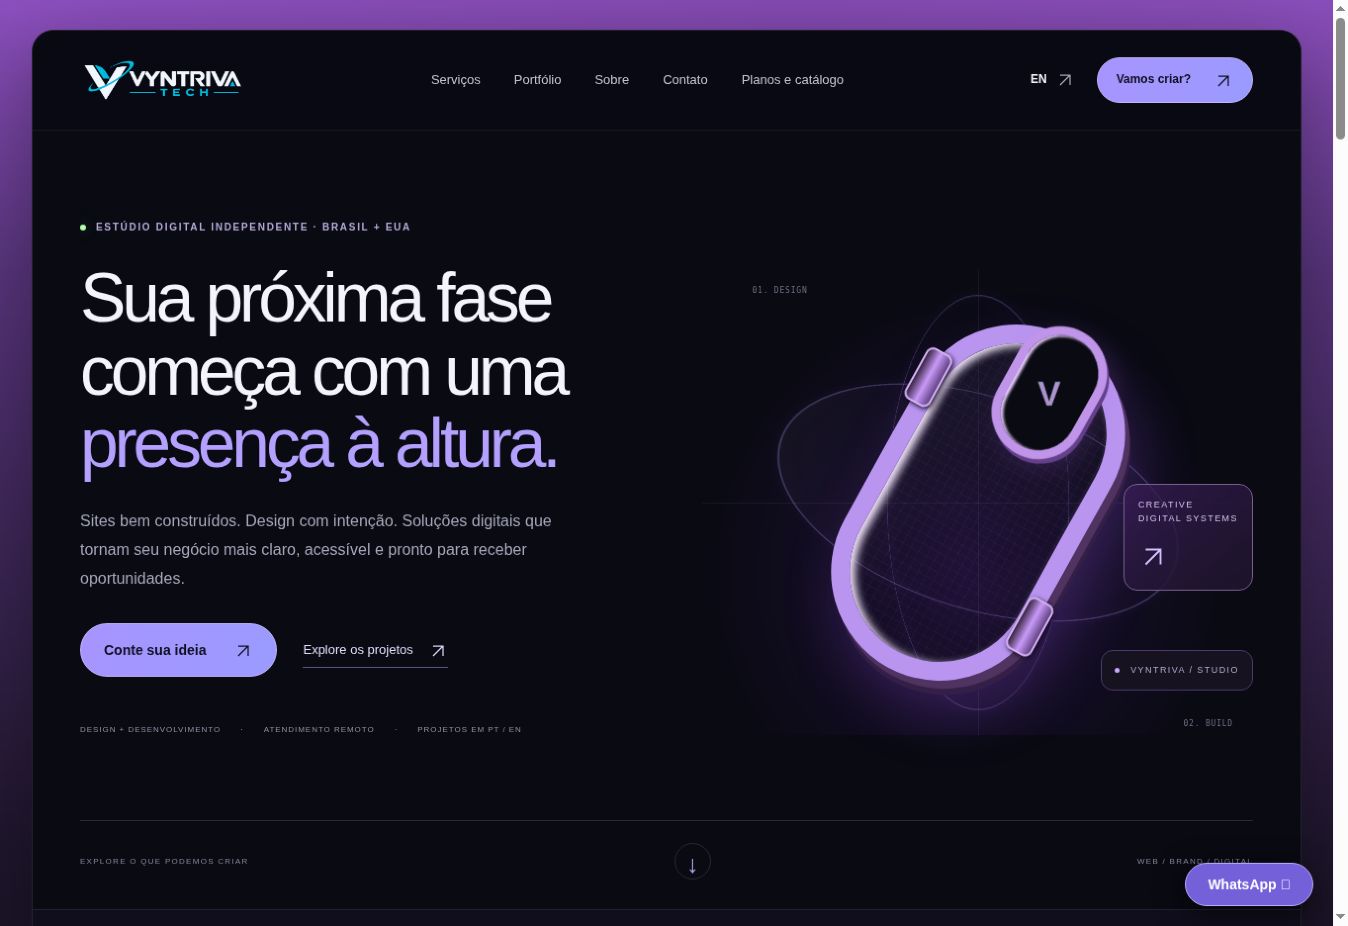 VYNTRIVA
TECH
Serviços
Portfólio
Sobre
Contato
Planos e catálogo
EN
Vamos criar?
ESTÚDIO DIGITAL INDEPENDENTE · BRASIL + EUA
Sua próxima fase
começa com uma
presença à altura.
Sites bem construídos. Design com intenção. Soluções digitais que
tornam seu negócio mais claro, acessível e pronto para receber
oportunidades.
Conte sua ideia
Explore os projetos
DESIGN + DESENVOLVIMENTO · ATENDIMENTO REMOTO · PROJETOS EM PT / EN
01. DESIGN
V
CREATIVE
DIGITAL SYSTEMS
VYNTRIVA / STUDIO
02. BUILD
EXPLORE O QUE PODEMOS CRIAR
WEB / BRAND / DIGITAL
WhatsApp